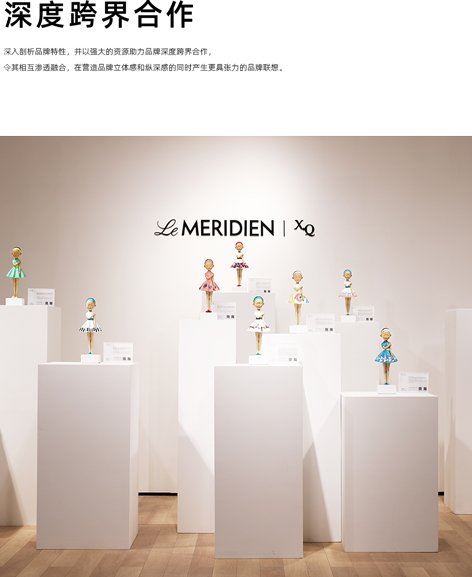 深度跨界合作
深入剖析品牌特性，并以强大的资源助力品牌深度跨界合作，
令其相互渗透融合，在营造品牌立体感和纵深感的同时产生更具张力的品牌联想。
Le MERIDIEN | XQ